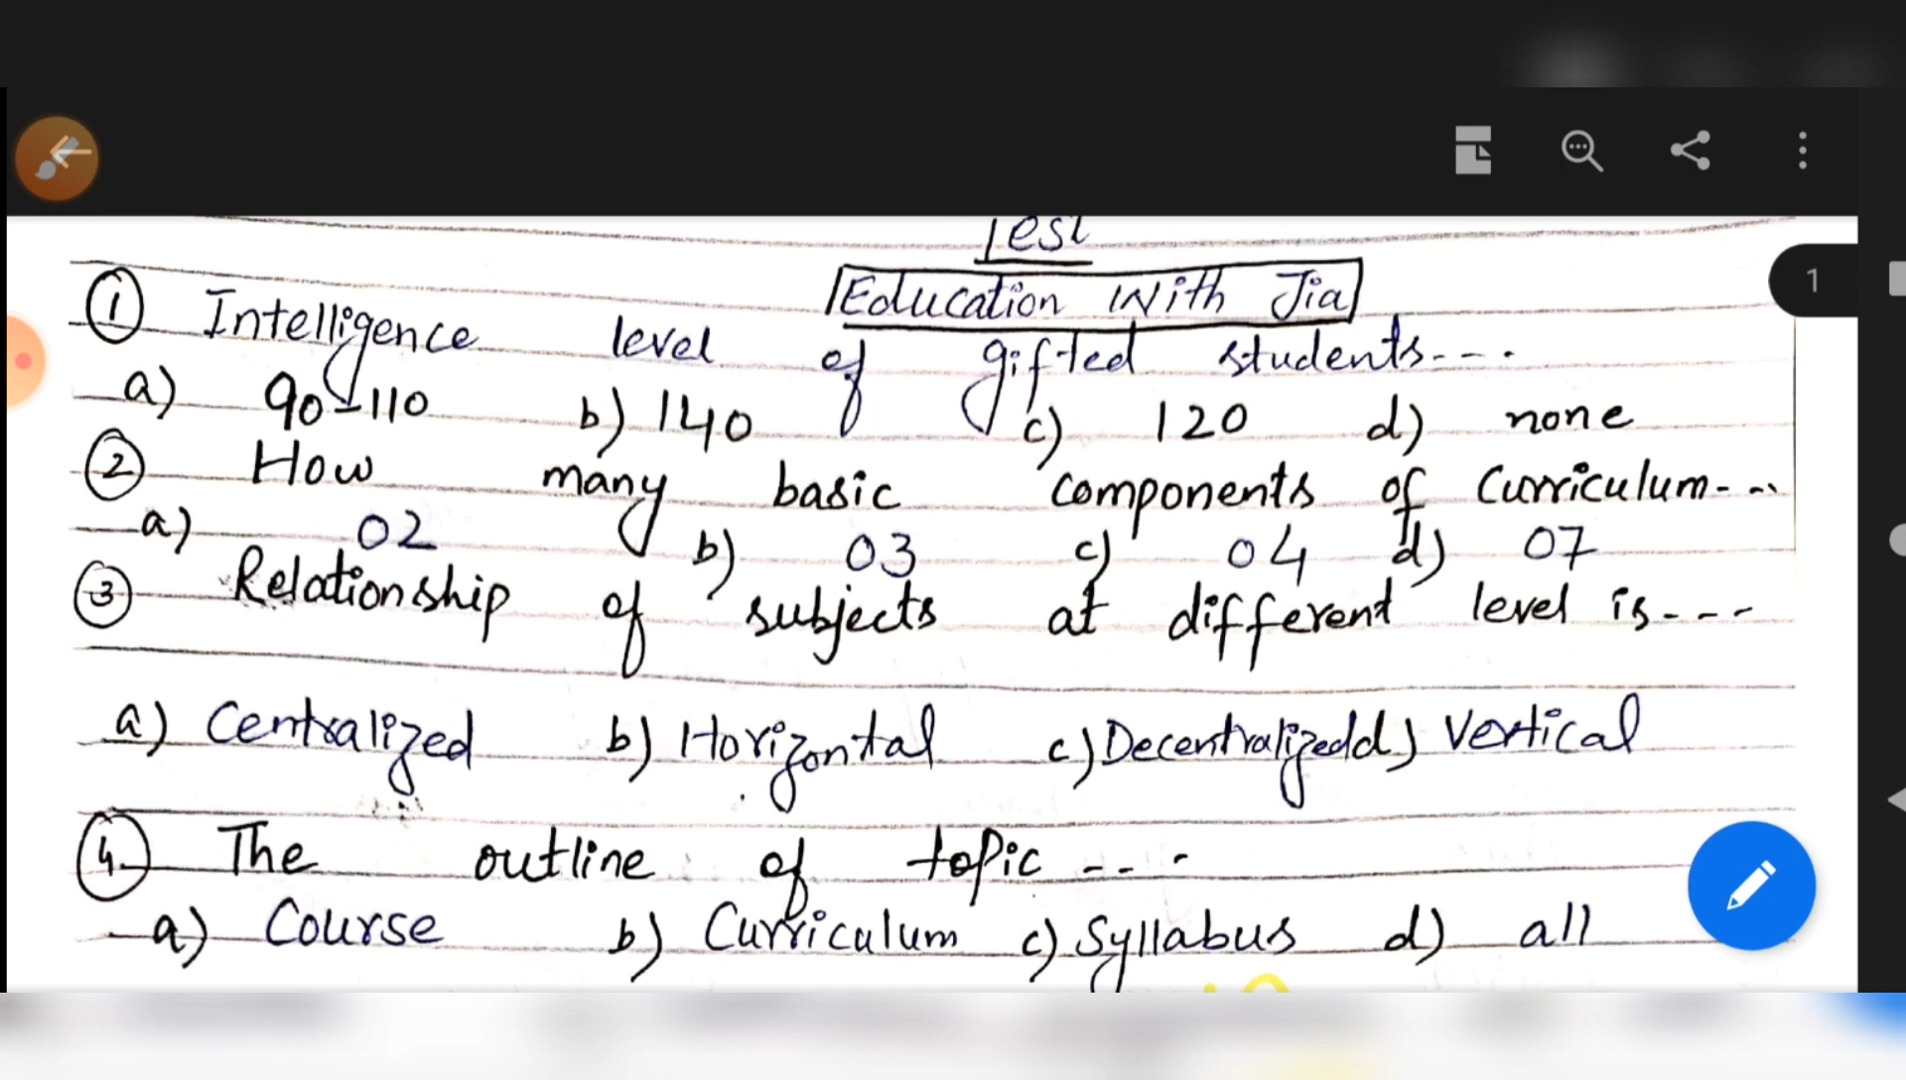 Test
Education With Jia
1
① Intelligence level of gifted students---.
a) 90-110 b) 140 c) 120 d) none
② How many basic components of Curriculum-..
a) 02 b) 03 c) 04 d) 07
③ Relationship of subjects at different level is---
a) Centralized b) Horizontal c) Decentralized d) Vertical
④ The outline of topic ---
a) Course b) Curriculum c) Syllabus d) all